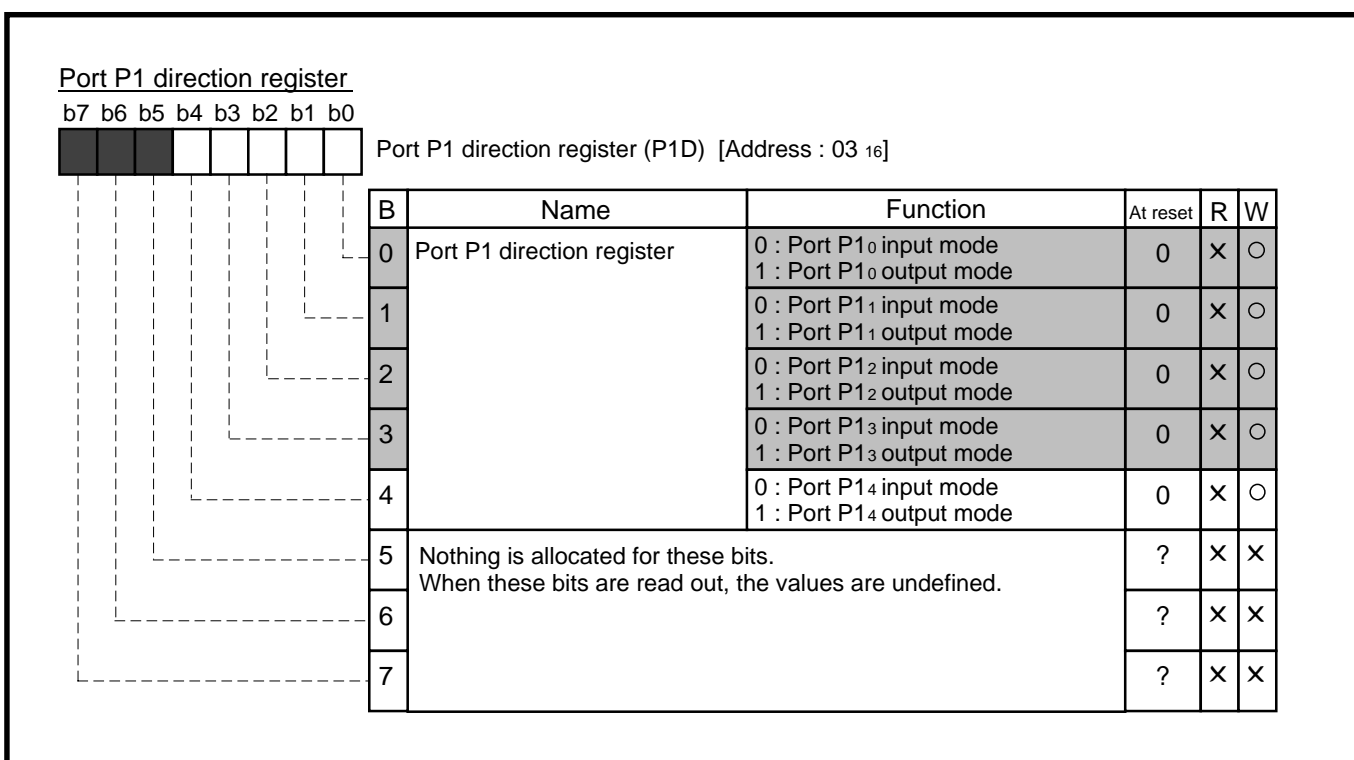 Port P1 direction register
b7 b6 b5 b4 b3 b2 b1 b0
Port P1 direction register (P1D) [Address : 03 16]
B Name Function At reset R W
0 Port P1 direction register 0 : Port P10 input mode 0 × ○
1 : Port P10 output mode
1 0 : Port P11 input mode 0 × ○
1 : Port P11 output mode
2 0 : Port P12 input mode 0 × ○
1 : Port P12 output mode
3 0 : Port P13 input mode 0 × ○
1 : Port P13 output mode
4 0 : Port P14 input mode 0 × ○
1 : Port P14 output mode
5 Nothing is allocated for these bits. ? × ×
When these bits are read out, the values are undefined.
6 ? × ×
7 ? × ×